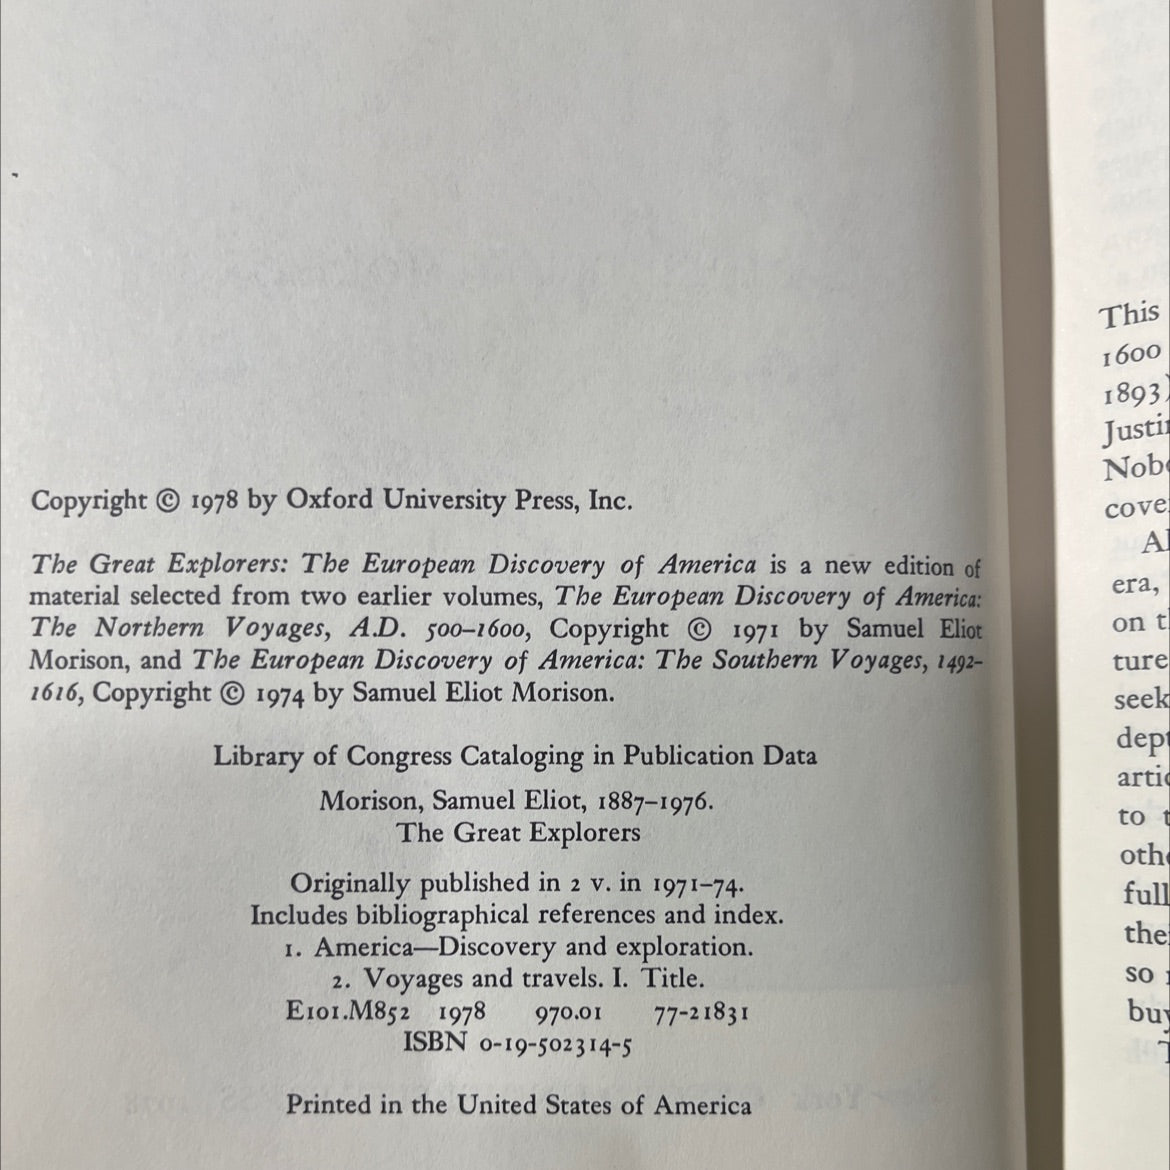 Copyright © 1978 by Oxford University Press, Inc.
The Great Explorers: The European Discovery of America is a new edition of
material selected from two earlier volumes, The European Discovery of America:
The Northern Voyages, A.D. 500–1600, Copyright © 1971 by Samuel Eliot
Morison, and The European Discovery of America: The Southern Voyages, 1492–
1616, Copyright © 1974 by Samuel Eliot Morison.
Library of Congress Cataloging in Publication Data
Morison, Samuel Eliot, 1887–1976.
The Great Explorers
Originally published in 2 v. in 1971–74.
Includes bibliographical references and index.
1. America—Discovery and exploration.
2. Voyages and travels. I. Title.
E101.M852 1978 970.01 77-21831
ISBN 0-19-502314-5
Printed in the United States of America
This
1600
1893)
era,
on
ture
seek
to
full
so